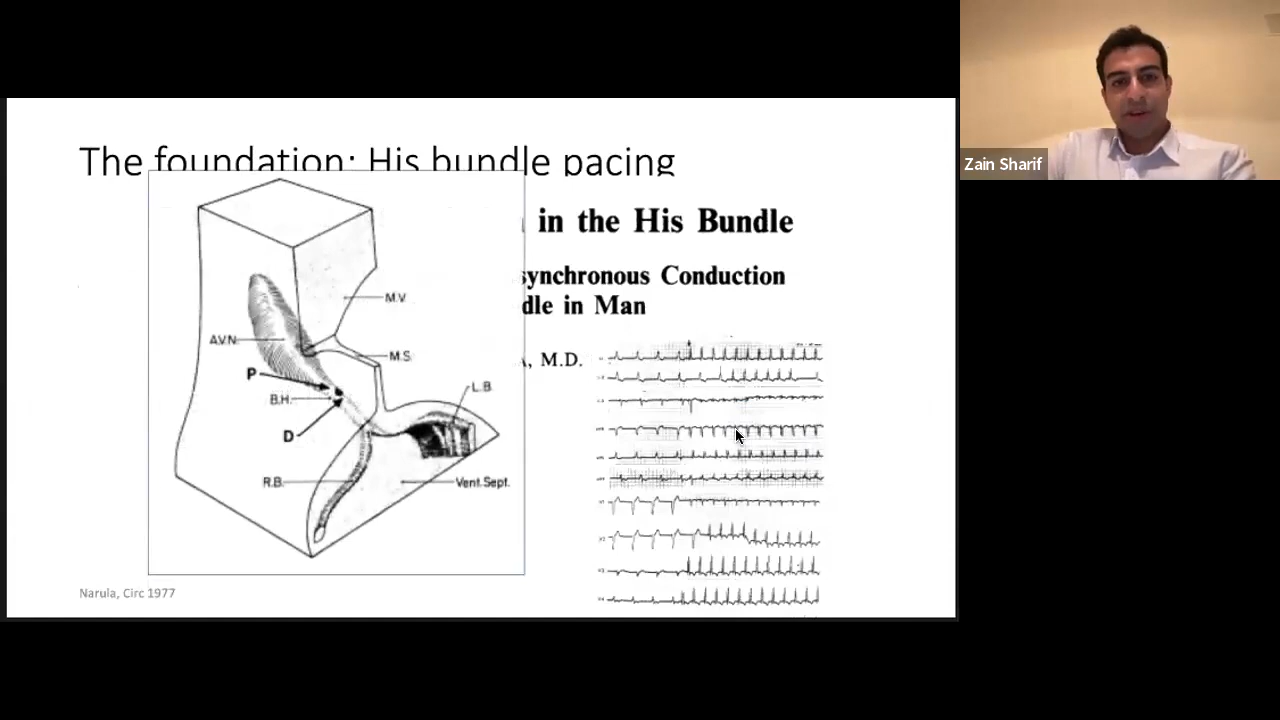 Zain Sharif
The foundation: His bundle pacing
in the His Bundle
synchronous Conduction
dle in Man
, M.D.
M.V.
A.V.N.
M.S.
P
L.B.
B.H.
D
R.B.
Vent. Sept.
Narula, Circ 1977